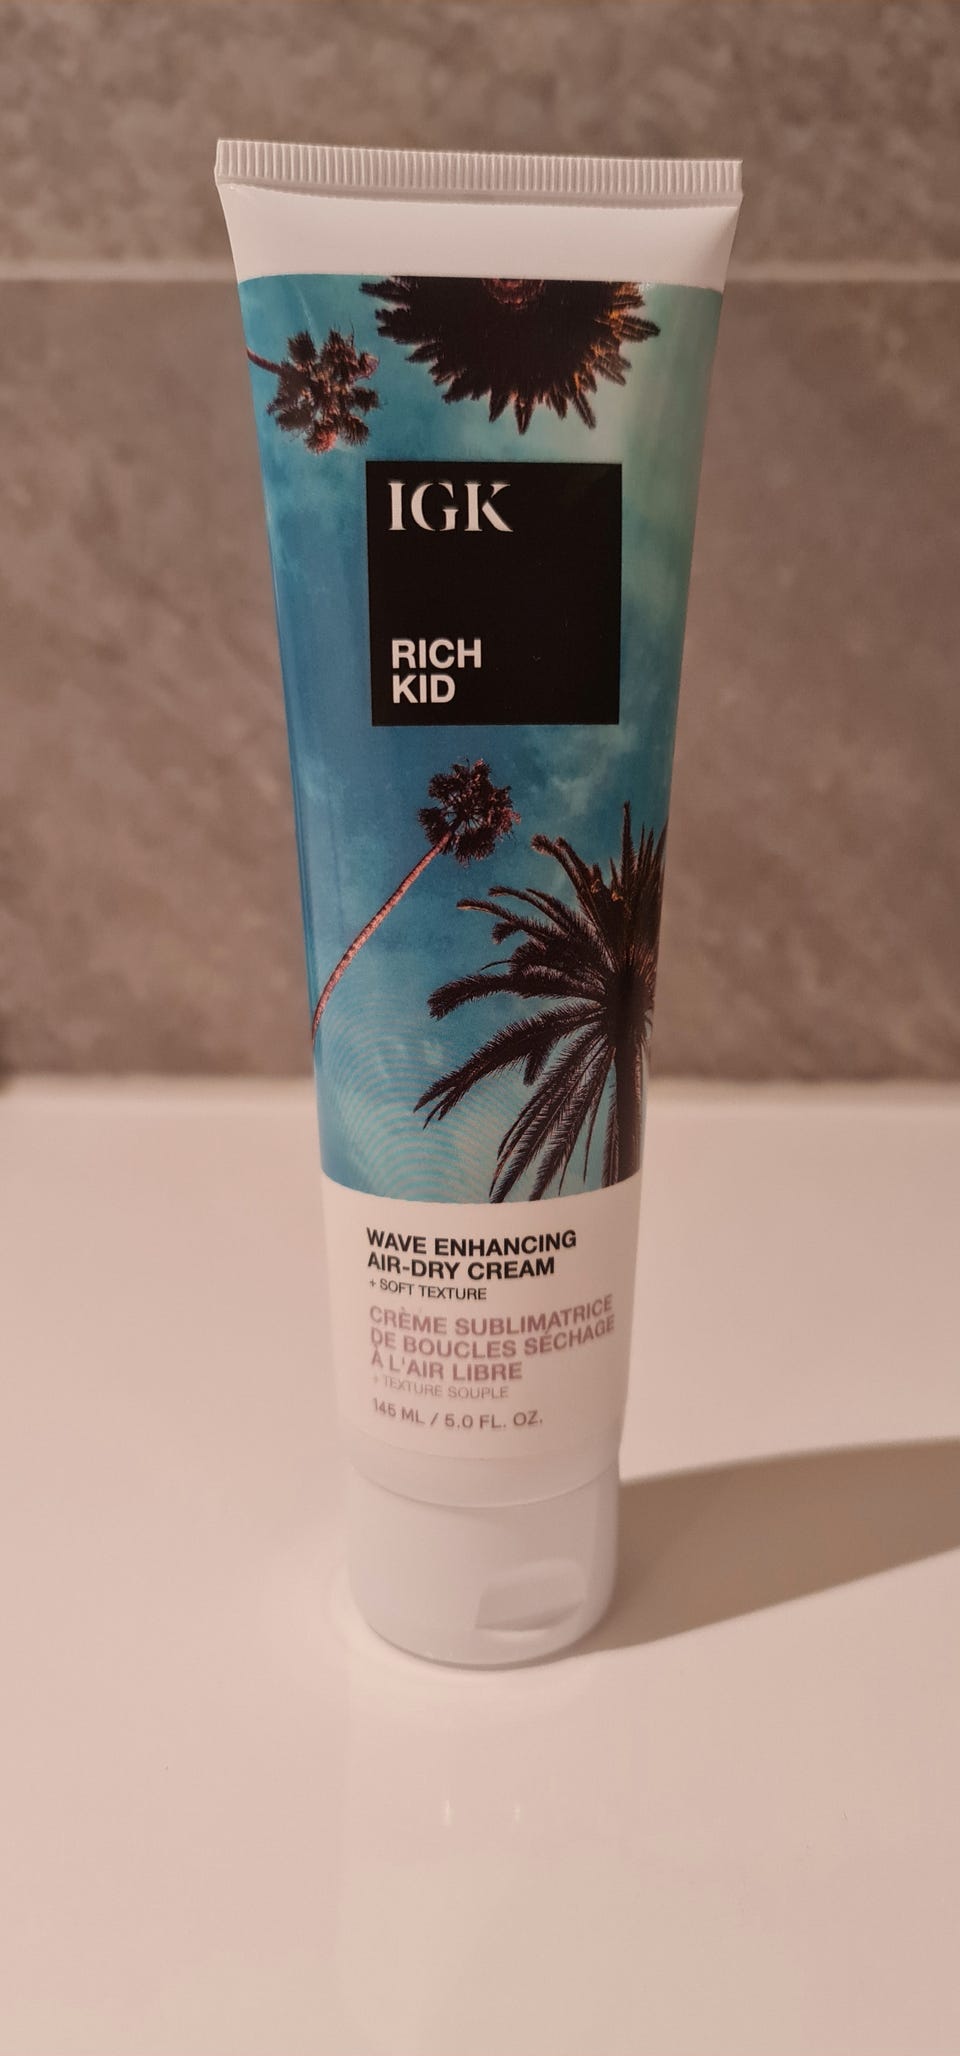 IGK
RICH
KID
WAVE ENHANCING
AIR-DRY CREAM
+ SOFT TEXTURE
CRÈME SUBLIMATRICE
DE BOUCLES SÉCHAGE
À L'AIR LIBRE
+ TEXTURE SOUPLE
145 ML / 5.0 FL. OZ.